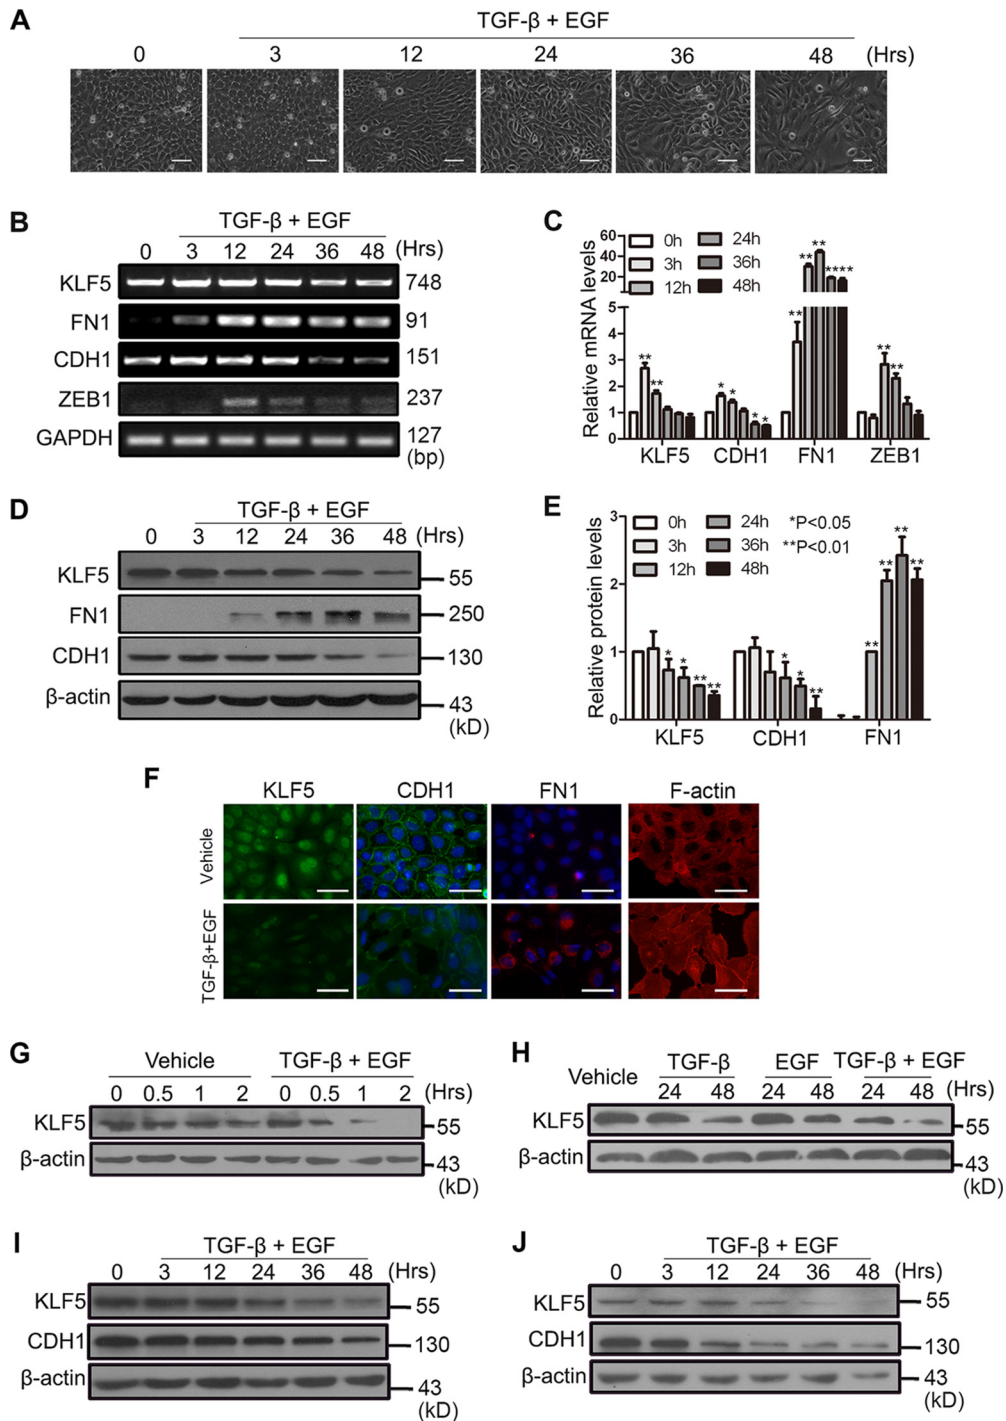 A
TGF-β + EGF
0 3 12 24 36 48 (Hrs)
B
TGF-β + EGF
0 3 12 24 36 48 (Hrs)
KLF5 748
FN1 91
CDH1 151
ZEB1 237
GAPDH 127
(bp)
C
Relative mRNA levels
60
40
20
5
4
3
2
1
0
0h 24h
3h 36h
12h 48h
** ** * * * * ** ** ** **** ** **
KLF5 CDH1 FN1 ZEB1
D
TGF-β + EGF
0 3 12 24 36 48 (Hrs)
KLF5 55
FN1 250
CDH1 130
β-actin 43
(kD)
E
Relative protein levels
3
2
1
0
0h 24h *P<0.05
3h 36h **P<0.01
12h 48h
* * ** ** * * ** ** ** ** **
KLF5 CDH1 FN1
F
KLF5 CDH1 FN1 F-actin
Vehicle
TGF-β+EGF
G
Vehicle TGF-β + EGF
0 0.5 1 2 0 0.5 1 2 (Hrs)
KLF5 55
β-actin 43
(kD)
H
Vehicle TGF-β EGF TGF-β + EGF
24 48 24 48 24 48 (Hrs)
KLF5 55
β-actin 43
(kD)
I
TGF-β + EGF
0 3 12 24 36 48 (Hrs)
KLF5 55
CDH1 130
β-actin 43
(kD)
J
TGF-β + EGF
0 3 12 24 36 48 (Hrs)
KLF5 55
CDH1 130
β-actin 43
(kD)